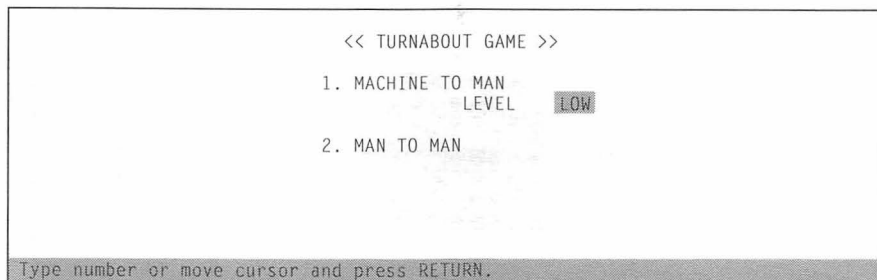 << TURNABOUT GAME >>
1. MACHINE TO MAN
LEVEL LOW
2. MAN TO MAN
Type number or move cursor and press RETURN.